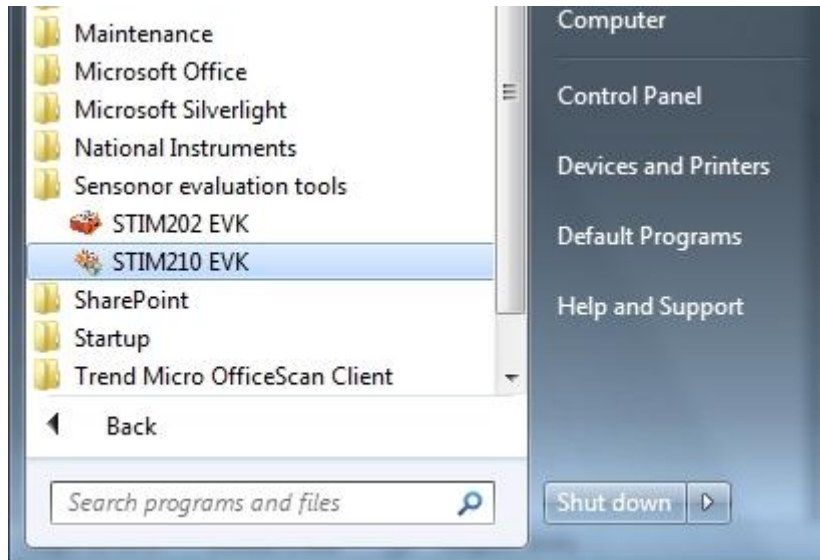 Maintenance
Microsoft Office
Microsoft Silverlight
National Instruments
Sensonor evaluation tools
STIM202 EVK
STIM210 EVK
SharePoint
Startup
Trend Micro OfficeScan Client
Back
Search programs and files
Computer
Control Panel
Devices and Printers
Default Programs
Help and Support
Shut down